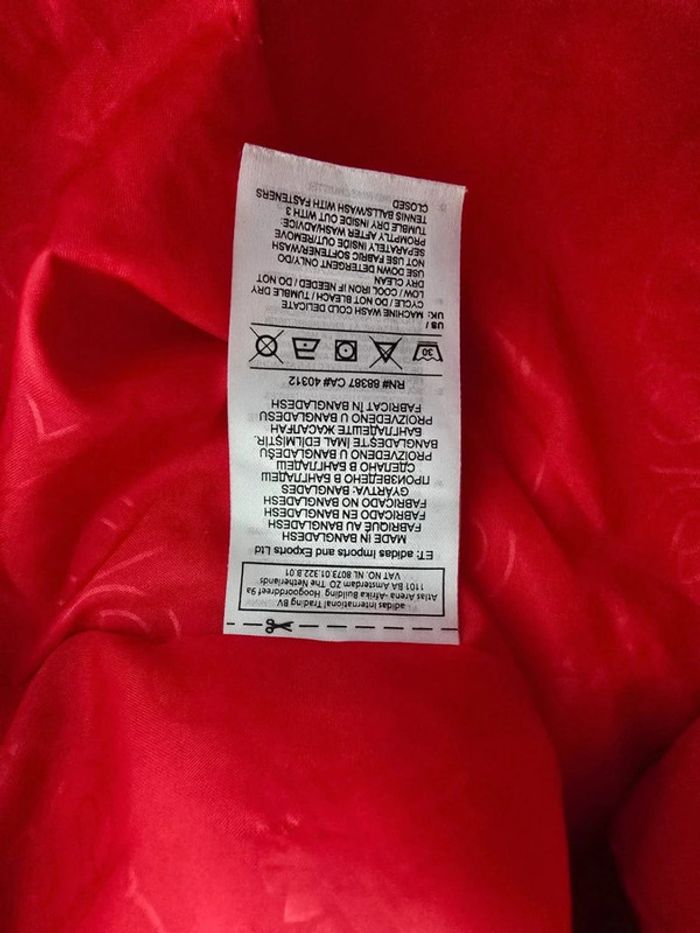 adidas International Trading BV.
Atlas Arena -Afrika Building Hoogoorddreef 9a
1101 BA Amsterdam ZO The Netherlands
VAT NO. NL 8073.01.322.B.01
ET: adidas Imports and Exports Ltd
MADE IN BANGLADESH
FABRIQUÉ AU BANGLADESH
FABRICADO EN BANGLADESH
FABRICADO NO BANGLADESH
GYÁRTVA: BANGLADES
ПРОИЗВЕДЕНО В БАНГЛАДЕШ
СДЕЛАНО В БАНГЛАДЕШ
PROIZVEDENO U BANGLADEŠU
BANGLADEŞ'TE İMAL EDİLMİŞTİR.
БАНГЛАДЕШТЕ ЖАСАЛҒАН
PROIZVEDENO U BANGLADEŠU
FABRICAT ÎN BANGLADESH
RN# 88387 CA# 40312
30
US /
UK: MACHINE WASH COLD DELICATE
CYCLE / DO NOT BLEACH / TUMBLE DRY
LOW / COOL IRON IF NEEDED / DO NOT
DRY CLEAN
USE DOWN DETERGENT ONLY/DO
NOT USE FABRIC SOFTENER/WASH
SEPARATELY INSIDE OUT/REMOVE
PROMPTLY AFTER WASH/ADVICE:
TUMBLE DRY INSIDE OUT WITH 3
TENNIS BALLS/WASH WITH FASTENERS
CLOSED